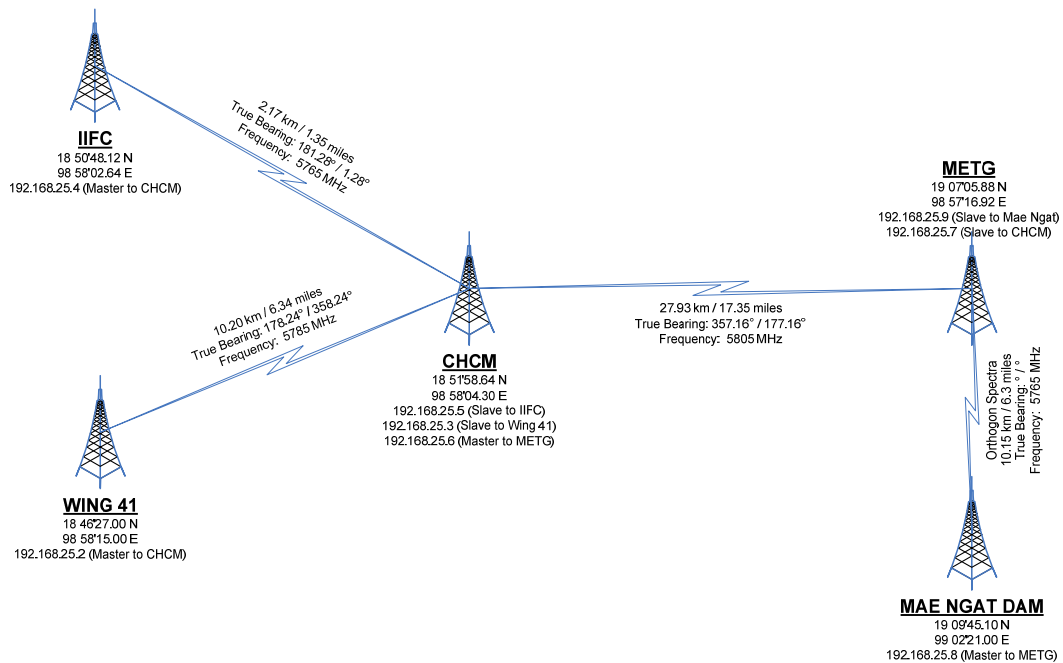 IIFC
18 50'48.12 N
98 58'02.64 E
192.168.25.4 (Master to CHCM)
2.17 km / 1.35 miles
True Bearing: 181.28° / 1.28°
Frequency: 5765 MHz
METG
19 07'05.88 N
98 57'16.92 E
192.168.25.9 (Slave to Mae Ngat)
192.168.25.7 (Slave to CHCM)
10.20 km / 6.34 miles
True Bearing: 178.24° / 358.24°
Frequency: 5785 MHz
27.93 km / 17.35 miles
True Bearing: 357.16° / 177.16°
Frequency: 5805 MHz
CHCM
18 51'58.64 N
98 58'04.30 E
192.168.25.5 (Slave to IIFC)
192.168.25.3 (Slave to Wing 41)
192.168.25.6 (Master to METG)
Orthogon Spectra
10.15 km / 6.3 miles
True Bearing: ° / °
Frequency: 5765 MHz
WING 41
18 46'27.00 N
98 58'15.00 E
192.168.25.2 (Master to CHCM)
MAE NGAT DAM
19 09'45.10 N
99 02'21.00 E
192.168.25.8 (Master to METG)